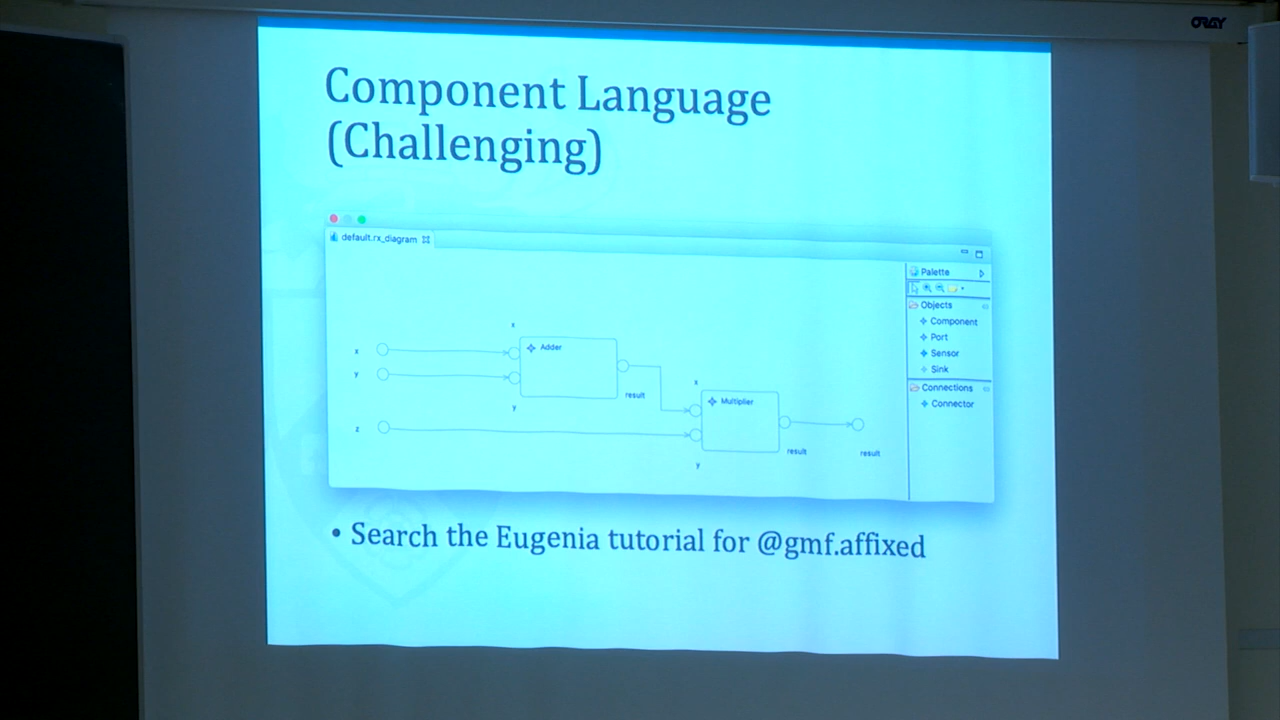 ORAY
Component Language
(Challenging)
default.rx_diagram
Palette
Objects
Component
Port
Sensor
Sink
Connections
Connector
x
x
Adder
y
result
y
x
Multiplier
z
result
result
y
• Search the Eugenia tutorial for @gmf.affixed